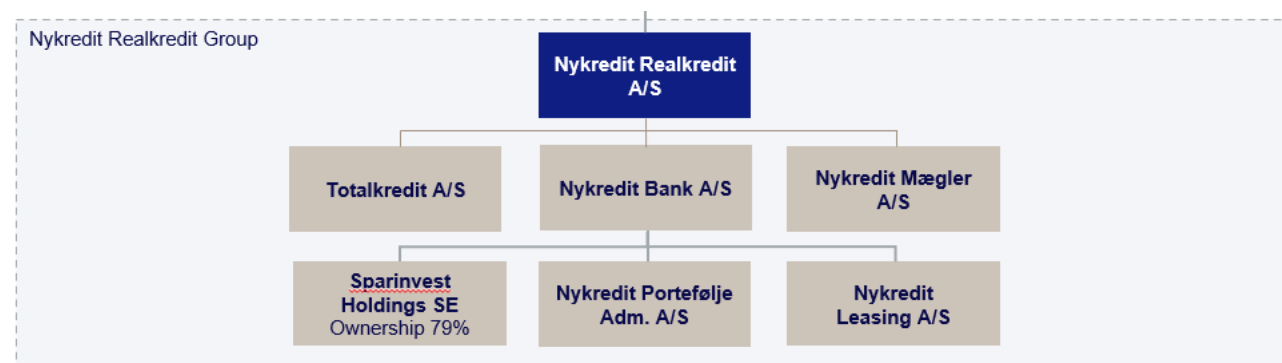 Nykredit Realkredit Group
Nykredit Realkredit
A/S
Totalkredit A/S
Nykredit Bank A/S
Nykredit Mægler
A/S
Sparinvest
Holdings SE
Ownership 79%
Nykredit Portefølje
Adm. A/S
Nykredit
Leasing A/S